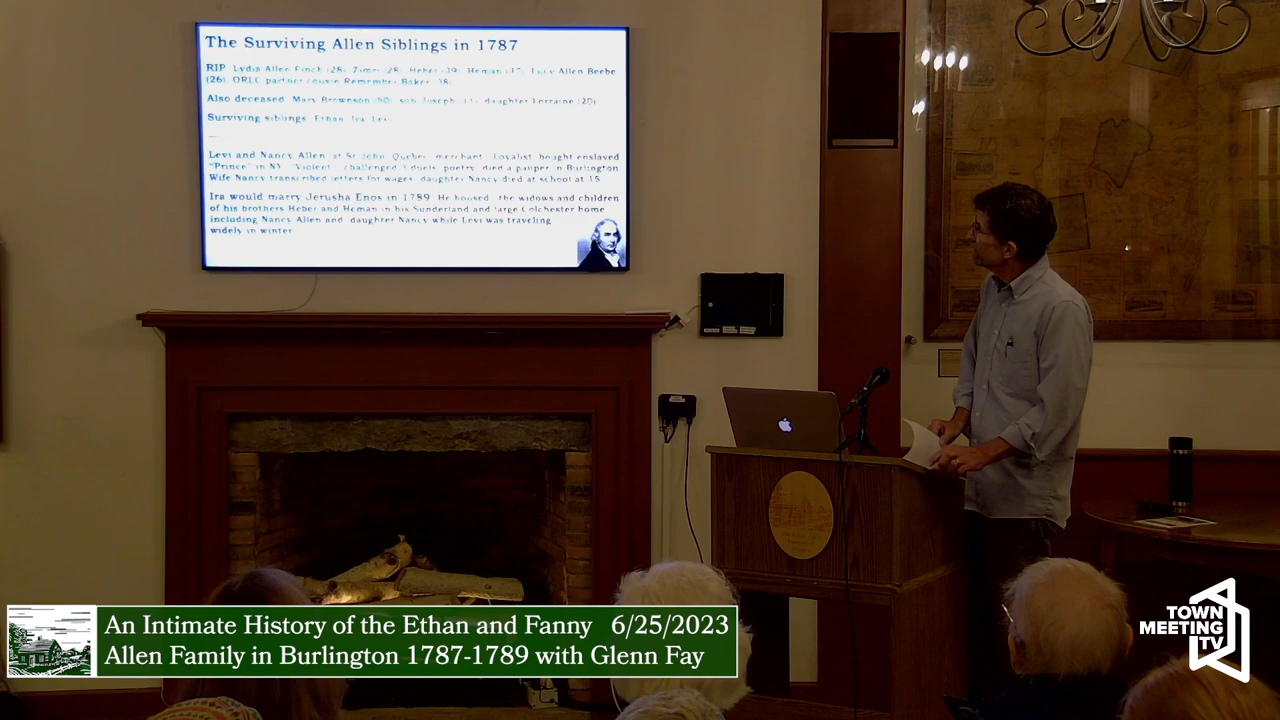 The Surviving Allen Siblings in 1787
RIP Lydia Allen Finch (28) Zimri (28) Heber (39) Heman (37) Lucy Allen Beebe
(26) ORLC partner cousin Remember Baker (38)
Also deceased Mary Brownson (50) son Joseph (11) daughter Lorraine (20)
Surviving siblings Ethan Ira Levi
Levi and Nancy Allen at St John Quebec merchant Loyalist bought enslaved
"Prince" in NY "Violent" challenged duels poetry died a pauper in Burlington
Wife Nancy transcribed letters for wages daughter Nancy died at school at 15
Ira would marry Jerusha Enos in 1789 He housed the widows and children
of his brothers Heber and Heman in his Sunderland and large Colchester home
including Nancy Allen and daughter Nancy while Levi was traveling
widely in winter
An Intimate History of the Ethan and Fanny 6/25/2023
Allen Family in Burlington 1787-1789 with Glenn Fay
TOWN
MEETING
TV